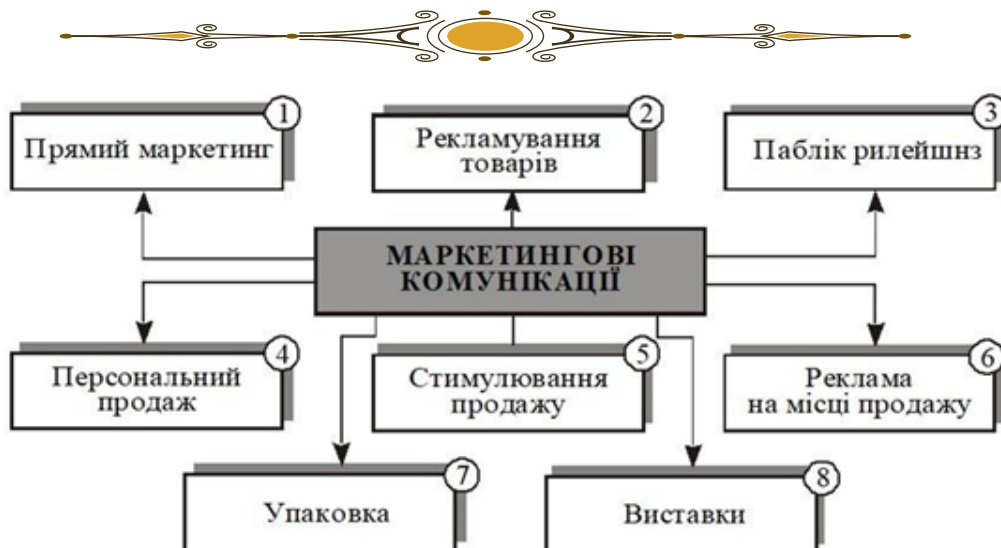 1
Прямий маркетинг
2
Рекламування
товарів
3
Паблік рилейшнз
МАРКЕТИНГОВІ
КОМУНІКАЦІЇ
4
Персональний
продаж
5
Стимулювання
продажу
6
Реклама
на місці продажу
7
Упаковка
8
Виставки